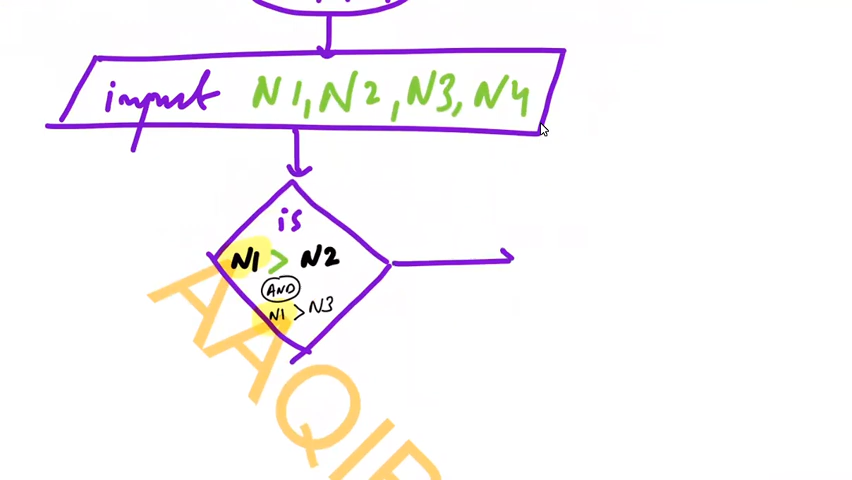 input N1, N2, N3, N4
is
N1 > N2
AND
N1 > N3
AAQIB